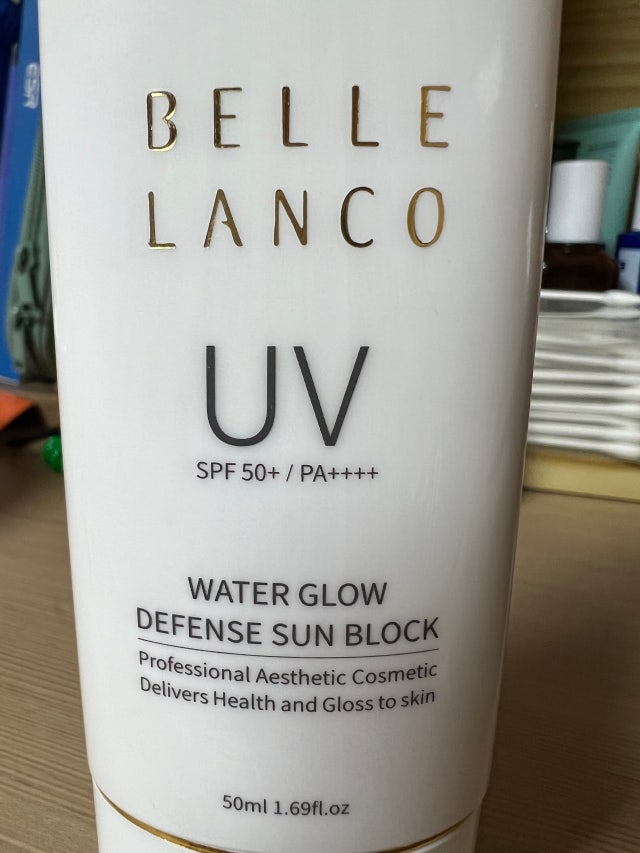 BELLE
LANCO
UV
SPF 50+ / PA++++
WATER GLOW
DEFENSE SUN BLOCK
Professional Aesthetic Cosmetic
Delivers Health and Gloss to skin
50ml 1.69fl.oz